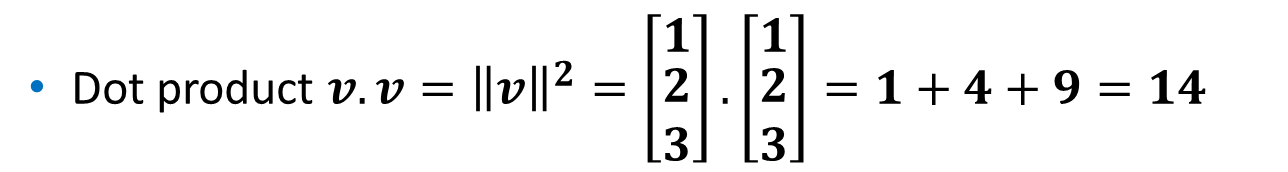 • Dot product 𝒗. 𝒗 = ‖𝒗‖² = [1 2 3] . [1 2 3] = 1 + 4 + 9 = 14